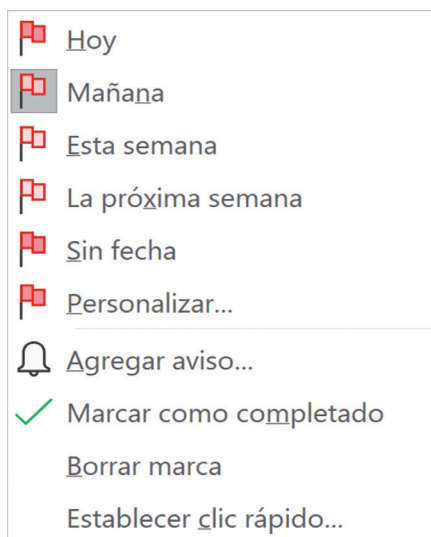 Hoy
Mañana
Esta semana
La próxima semana
Sin fecha
Personalizar...
Agregar aviso...
Marcar como completado
Borrar marca
Establecer clic rápido...